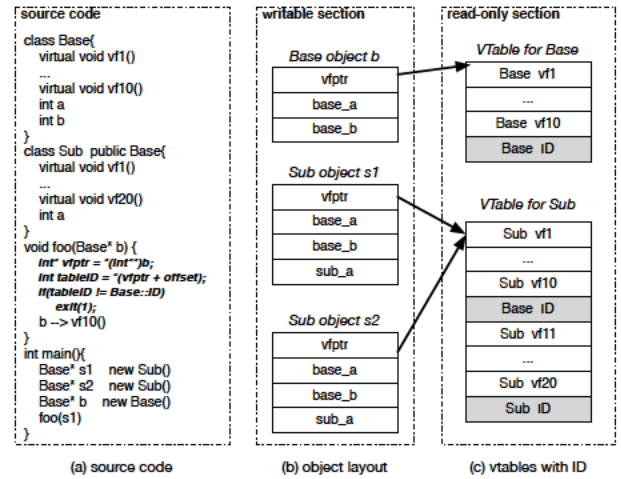 source code
class Base{
virtual void vf1()
...
virtual void vf10()
int a
int b
}
class Sub public Base{
virtual void vf1()
...
virtual void vf20()
int a
}
void foo(Base* b) {
int* vfptr = *(int**)b;
int tableID = *(vfptr + offset);
if(tableID != Base::ID)
exit(1);
b --> vf10()
}
int main(){
Base* s1 new Sub()
Base* s2 new Sub()
Base* b new Base()
foo(s1)
}
(a) source code
writable section
Base object b
vfptr
base_a
base_b
Sub object s1
vfptr
base_a
base_b
sub_a
Sub object s2
vfptr
base_a
base_b
sub_a
(b) object layout
read-only section
VTable for Base
Base vf1
...
Base vf10
Base ID
VTable for Sub
Sub vf1
...
Sub vf10
Base ID
Sub vf11
...
Sub vf20
Sub ID
(c) vtables with ID